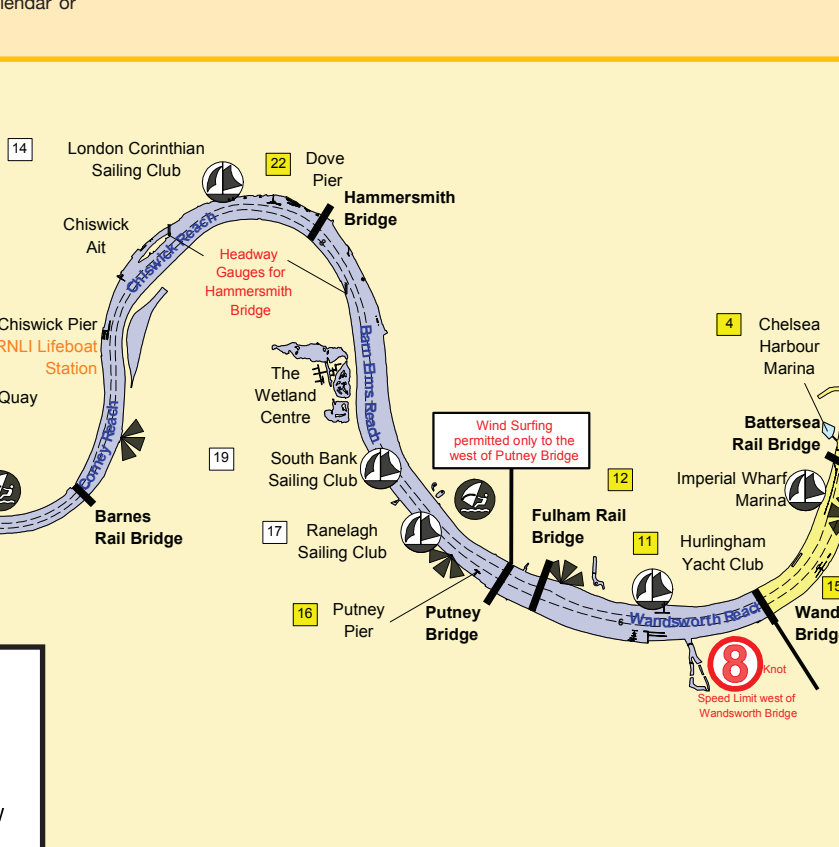 lendar or
14
London Corinthian
Sailing Club
22
Dove
Pier
Hammersmith
Bridge
Chiswick
Ait
Chiswick Reach
Headway
Gauges for
Hammersmith
Bridge
Chiswick Pier
RNLI Lifeboat
Station
Quay
Corney Reach
Barnes
Rail Bridge
Barn Elms Reach
The
Wetland
Centre
19
South Bank
Sailing Club
17
Ranelagh
Sailing Club
16
Putney
Pier
Putney
Bridge
Wind Surfing
permitted only to the
west of Putney Bridge
12
Fulham Rail
Bridge
11
Hurlingham
Yacht Club
4
Chelsea
Harbour
Marina
Battersea
Rail Bridge
Imperial Wharf
Marina
15
6
Wandsworth Reach
Wand
Bridg
8
Knot
Speed Limit west of
Wandsworth Bridge